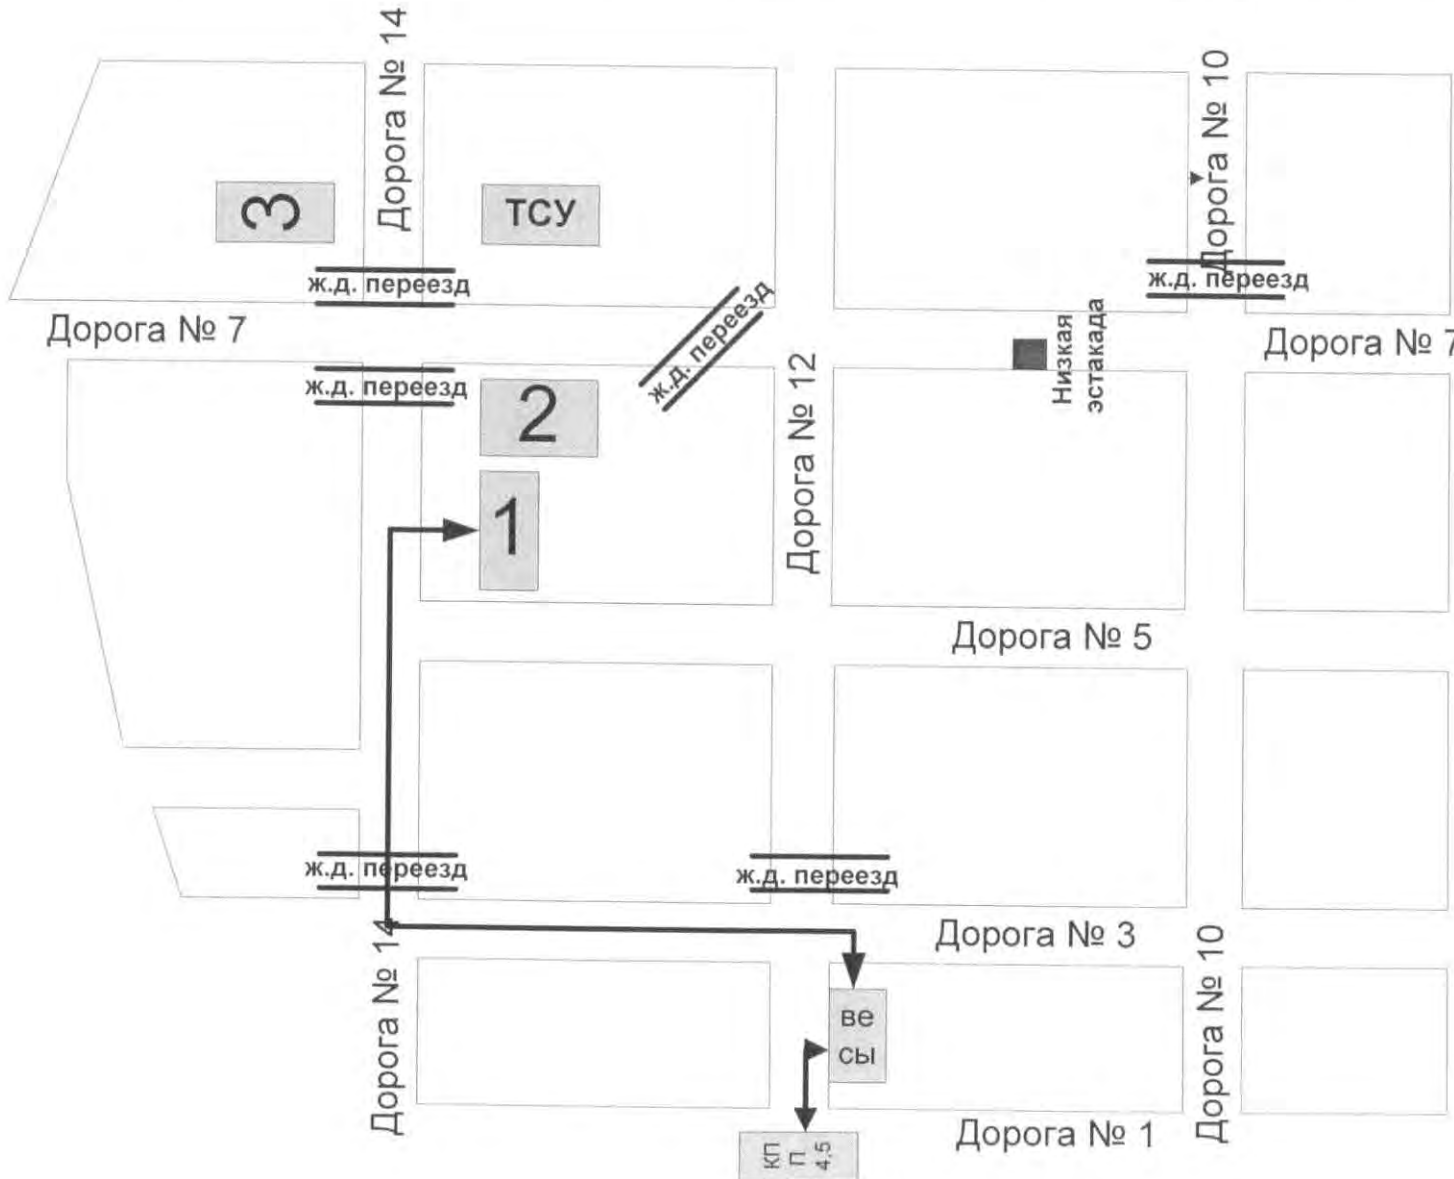 Дорога № 14
Дорога № 10
3
ТСУ
ж.д. переезд
ж.д. переезд
ж.д. переезд
Дорога № 7
Низкая
эстакада
Дорога № 7
ж.д. переезд
2
Дорога № 12
1
Дорога № 5
ж.д. переезд
ж.д. переезд
Дорога № 14
Дорога № 3
Дорога № 10
ве
сы
Дорога № 1
КП
П
4,5